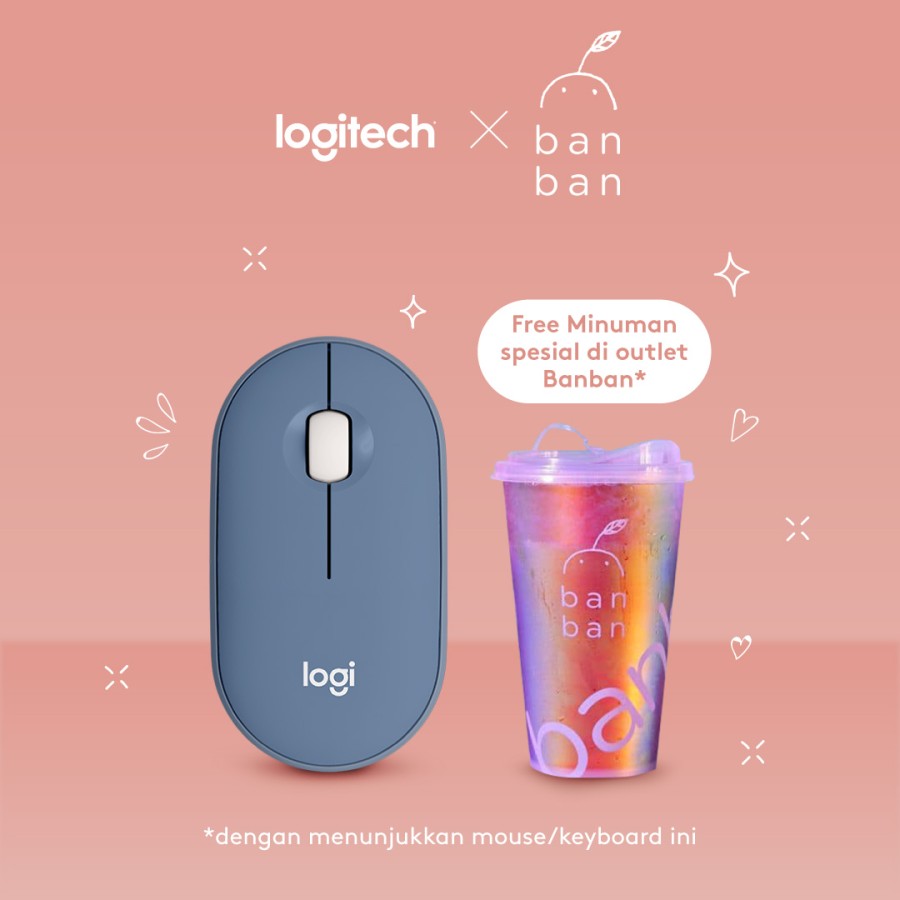 logitech
ban
ban
Free Minuman
spesial di outlet
Banban*
logi
ban
ban
ban
*dengan menunjukkan mouse/keyboard ini